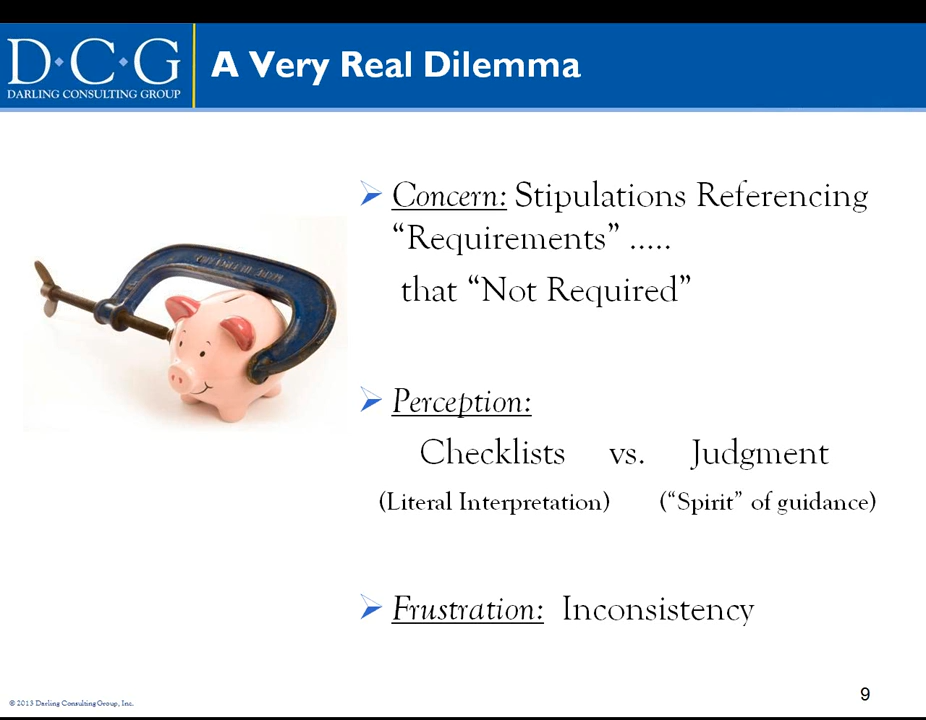 D·C·G
DARLING CONSULTING GROUP
A Very Real Dilemma
Concern: Stipulations Referencing
“Requirements” .....
that “Not Required”
Perception:
Checklists vs. Judgment
(Literal Interpretation) (“Spirit” of guidance)
Frustration: Inconsistency
© 2013 Darling Consulting Group, Inc.
9